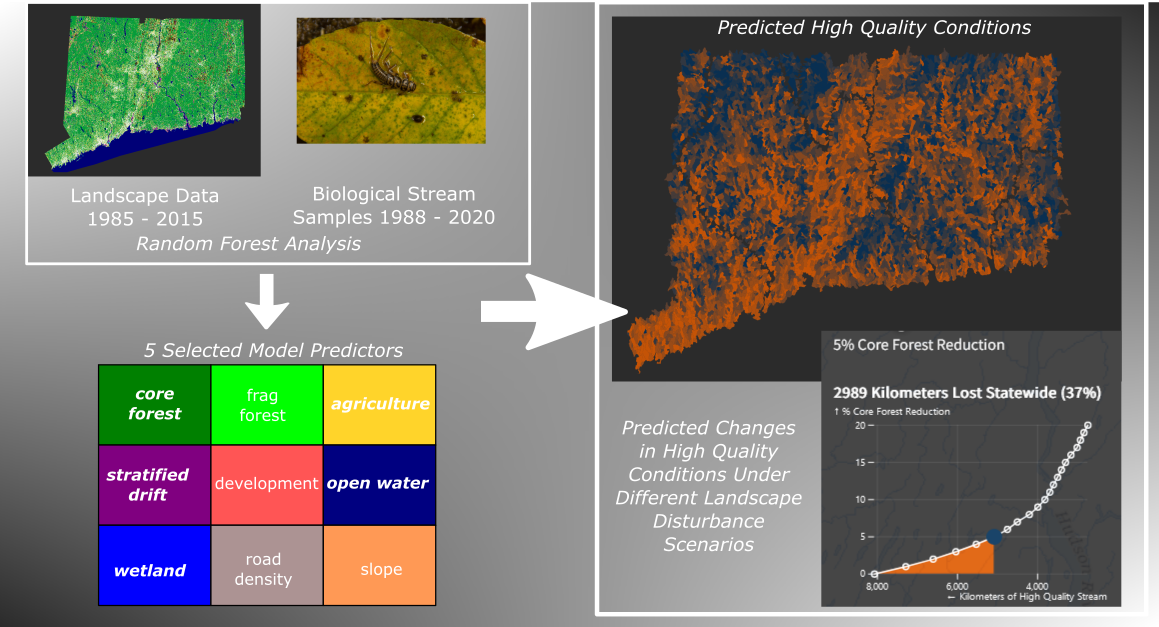 Landscape Data
1985 - 2015
Biological Stream
Samples 1988 - 2020
Random Forest Analysis
5 Selected Model Predictors
core
forest
frag
forest
agriculture
stratified
drift
development
open water
wetland
road
density
slope
Predicted High Quality Conditions
Predicted Changes
in High Quality
Conditions Under
Different Landscape
Disturbance
Scenarios
5% Core Forest Reduction
2989 Kilometers Lost Statewide (37%)
↑ % Core Forest Reduction
20
15
10
5
0
8,000
6,000
4,000
← Kilometers of High Quality Stream